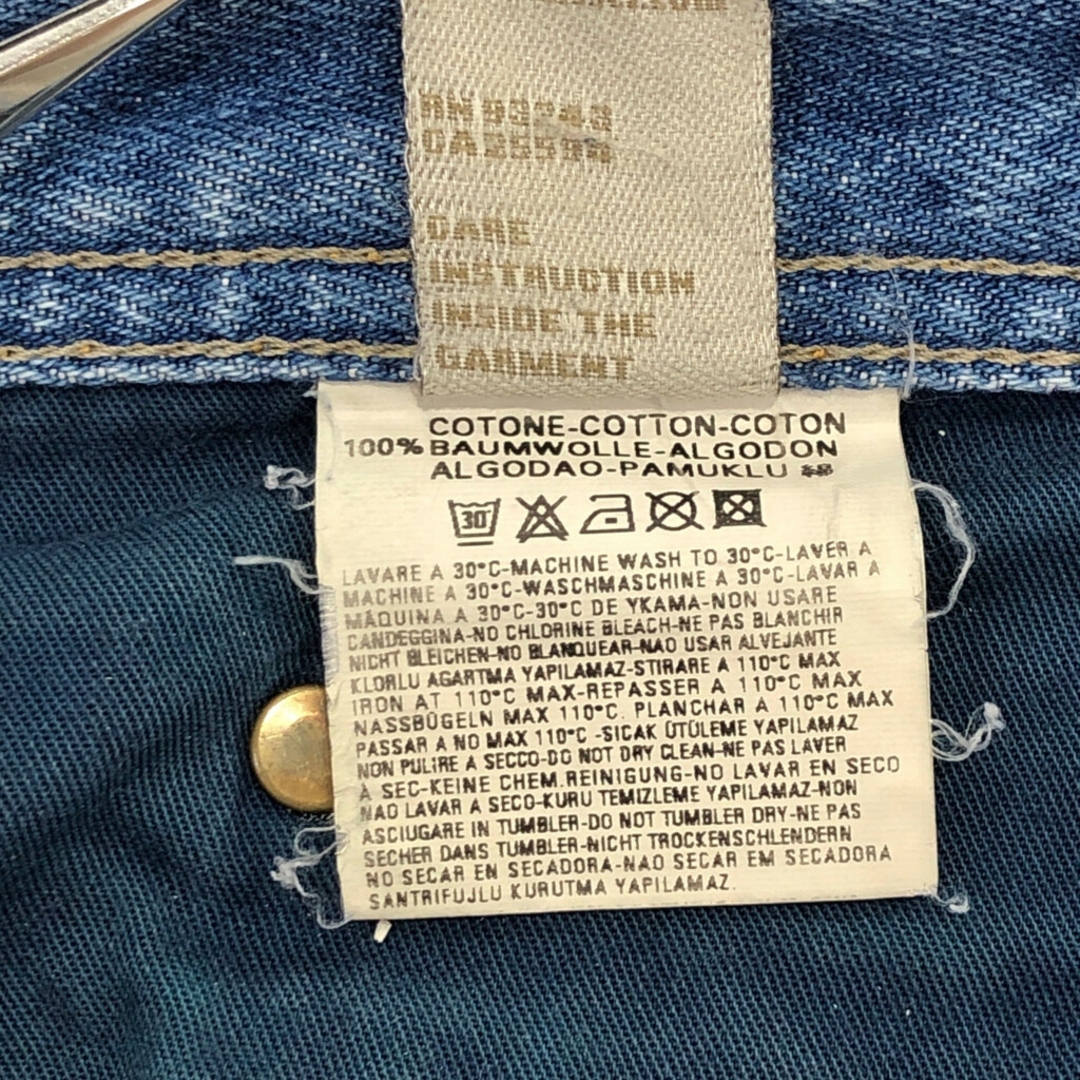 CARE
INSTRUCTION
INSIDE THE
GARMENT
COTONE-COTTON-COTON
100% BAUMWOLLE-ALGODON
ALGODAO-PAMUKLU 綿
30
LAVARE A 30°C-MACHINE WASH TO 30°C-LAVER A
MACHINE A 30°C-WASCHMASCHINE A 30°C-LAVAR A
MÁQUINA A 30°C-30°C DE YKAMA-NON USARE
CANDEGGINA-NO CHLORINE BLEACH-NE PAS BLANCHIR
NICHT BLEICHEN-NO BLANQUEAR-NAO USAR ALVEJANTE
KLORLU AGARTMA YAPILAMAZ-STIRARE A 110°C MAX
IRON AT 110°C MAX-REPASSER A 110°C MAX
NASSBÜGELN MAX 110°C. PLANCHAR A 110°C MAX
PASSAR A NO MAX 110°C -SICAK ÜTÜLEME YAPILAMAZ
NON PULIRE A SECCO-DO NOT DRY CLEAN-NE PAS LAVER
A SEC-KEINE CHEM.REINIGUNG-NO LAVAR EN SECO
NAO LAVAR A SECO-KURU TEMIZLEME YAPILAMAZ-NON
ASCIUGARE IN TUMBLER-DO NOT TUMBLER DRY-NE PAS
SECHER DANS TUMBLER-NICHT TROCKENSCHLENDERN
NO SECAR EN SECADORA-NAO SECAR EM SECADORA
SANTRIFUJLU KURUTMA YAPILAMAZ.